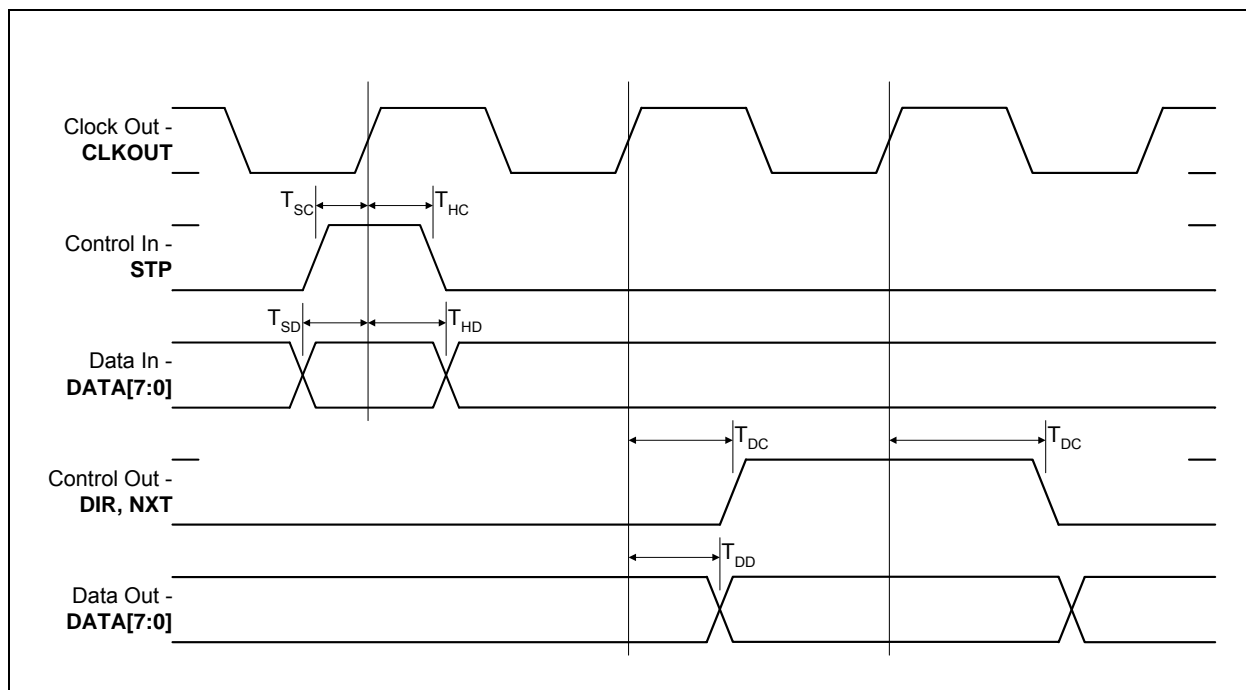 Clock Out -
CLKOUT
T_SC T_HC
Control In -
STP
T_SD T_HD
Data In -
DATA[7:0]
T_DC T_DC
Control Out -
DIR, NXT
T_DD
Data Out -
DATA[7:0]